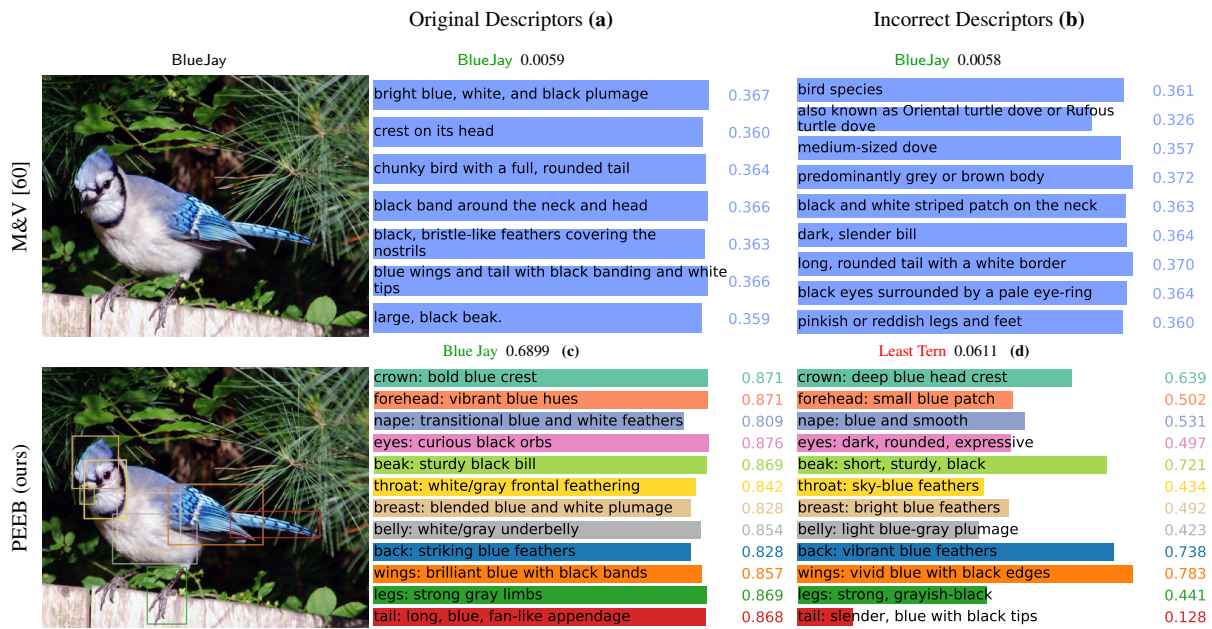 Original Descriptors (a)
Incorrect Descriptors (b)
BlueJay
BlueJay 0.0059
BlueJay 0.0058
M&V [60]
bright blue, white, and black plumage 0.367
crest on its head 0.360
chunky bird with a full, rounded tail 0.364
black band around the neck and head 0.366
black, bristle-like feathers covering the
nostrils 0.363
blue wings and tail with black banding and white
tips 0.366
large, black beak. 0.359
bird species 0.361
also known as Oriental turtle dove or Rufous
turtle dove 0.326
medium-sized dove 0.357
predominantly grey or brown body 0.372
black and white striped patch on the neck 0.363
dark, slender bill 0.364
long, rounded tail with a white border 0.370
black eyes surrounded by a pale eye-ring 0.364
pinkish or reddish legs and feet 0.360
PEEB (ours)
Blue Jay 0.6899 (c)
crown: bold blue crest 0.871
forehead: vibrant blue hues 0.871
nape: transitional blue and white feathers 0.809
eyes: curious black orbs 0.876
beak: sturdy black bill 0.869
throat: white/gray frontal feathering 0.842
breast: blended blue and white plumage 0.828
belly: white/gray underbelly 0.854
back: striking blue feathers 0.828
wings: brilliant blue with black bands 0.857
legs: strong gray limbs 0.869
tail: long, blue, fan-like appendage 0.868
Least Tern 0.0611 (d)
crown: deep blue head crest 0.639
forehead: small blue patch 0.502
nape: blue and smooth 0.531
eyes: dark, rounded, expressive 0.497
beak: short, sturdy, black 0.721
throat: sky-blue feathers 0.434
breast: bright blue feathers 0.492
belly: light blue-gray plumage 0.423
back: vibrant blue feathers 0.738
wings: vivid blue with black edges 0.783
legs: strong, grayish-black 0.441
tail: slender, blue with black tips 0.128